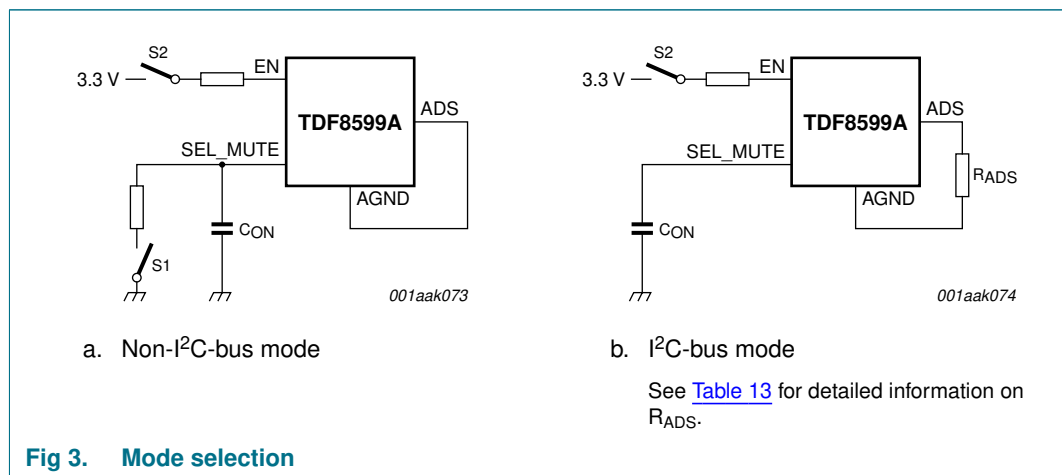 S2
3.3 V
EN
TDF8599A
ADS
SEL_MUTE
AGND
CON
S1
001aak073
a. Non-I²C-bus mode
S2
3.3 V
EN
TDF8599A
ADS
SEL_MUTE
RADS
AGND
CON
001aak074
b. I²C-bus mode
See Table 13 for detailed information on
RADS.
Fig 3. Mode selection